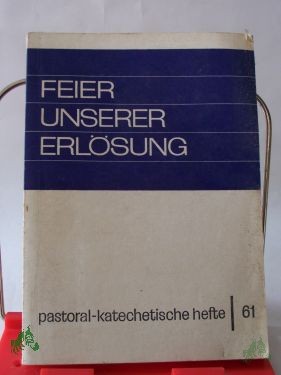 FEIER
UNSERER
ERLÖSUNG
pastoral-katechetische hefte | 61